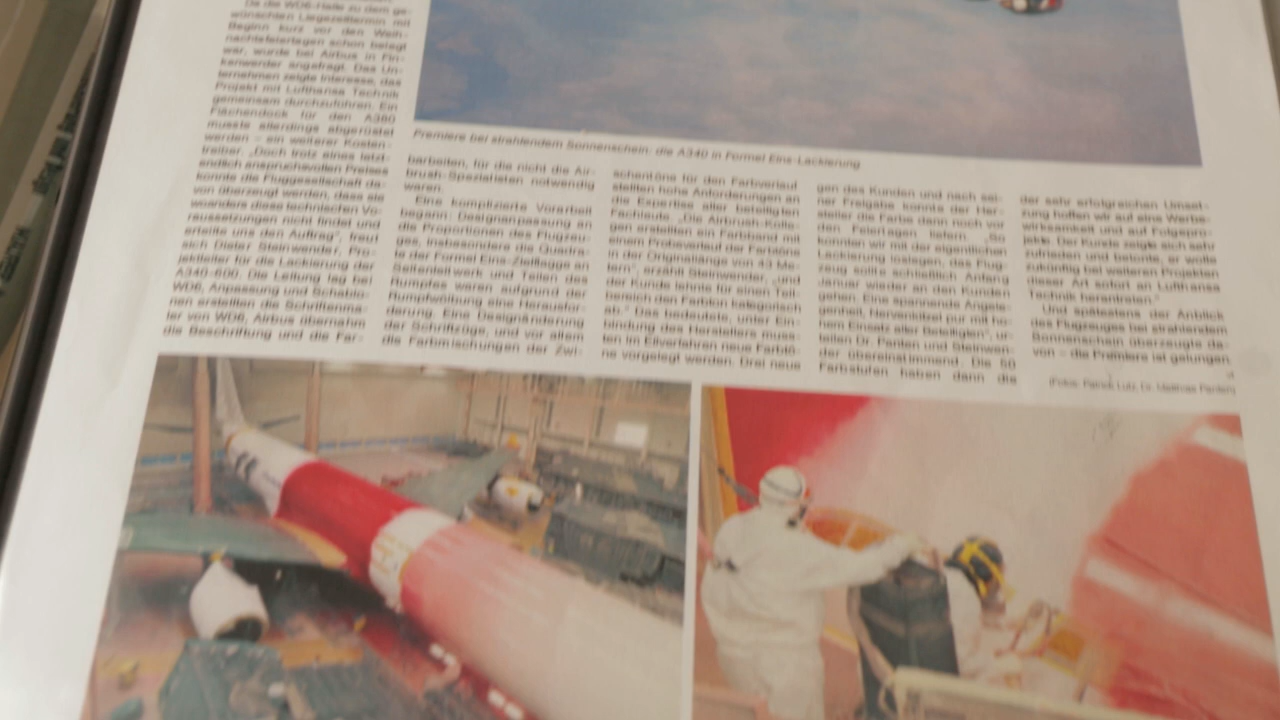 Da die WD6-Halle zu dem ge-
wünschten Liegezeittermin mit
Beginn kurz vor den Weih-
nachtsfeiertagen schon belegt
war, wurde bei Airbus in Fin-
kenwerder angefragt. Das Un-
ternehmen zeigte Interesse, das
Projekt mit Lufthansa Technik
gemeinsam durchzuführen. Ein
Flächendock für den A380
musste allerdings abgerüstet
werden – ein weiterer Kosten-
treiber. „Doch trotz eines letzt-
endlich anspruchsvollen Preises
konnte die Fluggesellschaft da-
von überzeugt werden, dass sie
woanders diese technischen Vo-
raussetzungen nicht findet und
erteilte uns den Auftrag", freut
sich Dieter Steinwender, Pro-
jektleiter für die Lackierung der
A340-600. Die Leitung lag bei
WD6, Anpassung und Schablo-
nen erstellten die Schriftenma-
ler von WD6, Airbus übernahm
die Beschriftung und die Far-
Premiere bei strahlendem Sonnenschein: die A340 in Formel Eins-Lackierung
barbeiten, für die nicht die Air-
brush-Spezialisten notwendig
waren.
Eine komplizierte Vorarbeit
begann: Designanpassung an
die Proportionen des Flugzeu-
ges, insbesondere die Quadra-
te der Formel Eins-Zielflagge an
Seitenleitwerk und Teilen des
Rumpfes waren aufgrund der
Rumpfwölbung eine Herausfor-
derung. Eine Designänderung
der Schriftzüge, und vor allem
die Farbmischungen der Zwi-
schentöne für den Farbverlauf
stellten hohe Anforderungen an
die Expertise aller beteiligten
Fachleute. „Die Airbrush-Kolle-
gen erstellten ein Farbband mit
einem Probeverlauf der Farbtöne
in der Originallänge von 43 Me-
tern", erzählt Steinwender, „und
der Kunde lehnte für einen Teil-
bereich den Farbton kategorisch
ab." Das bedeutete, unter Ein-
bindung des Herstellers muss-
ten im Eilverfahren neue Farbtö-
ne vorgelegt werden. Drei neue
gen des Kunden und nach sei-
ner Freigabe konnte der Her-
steller die Farbe dann noch vor
den Feiertagen liefern. „So
konnten wir mit der eigentlichen
Lackierung loslegen, das Flug-
zeug sollte schließlich Anfang
Januar wieder an den Kunden
gehen. Eine spannende Angele-
genheit, Nervenkitzel pur mit ho-
hem Einsatz aller Beteiligten", ur-
teilen Dr. Panten und Steinwen-
der übereinstimmend. Die 50
Farbstufen hatten dann die
der sehr erfolgreichen Umset-
zung hoffen wir auf eine Werbe-
wirksamkeit und auf Folgepro-
jekte. Der Kunde zeigte sich sehr
zufrieden und betonte, er wolle
zukünftig bei weiteren Projekten
dieser Art sofort an Lufthansa
Technik herantreten."
Und spätestens der Anblick
des Flugzeuges bei strahlendem
Sonnenschein überzeugte da-
von – die Premiere ist gelungen
(Fotos: Patrick Lutz, Dr. Matthias Panten)